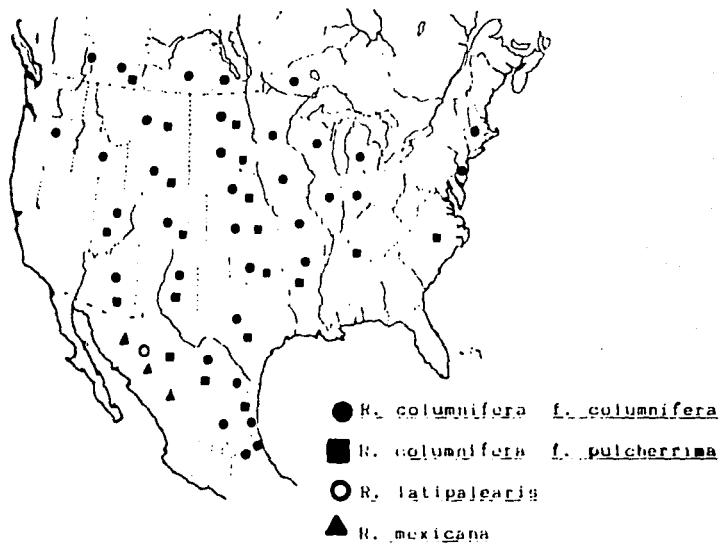 R. columnifera f. columnifera
R. columnifera f. pulcherrima
R. latipalearis
R. mexicana